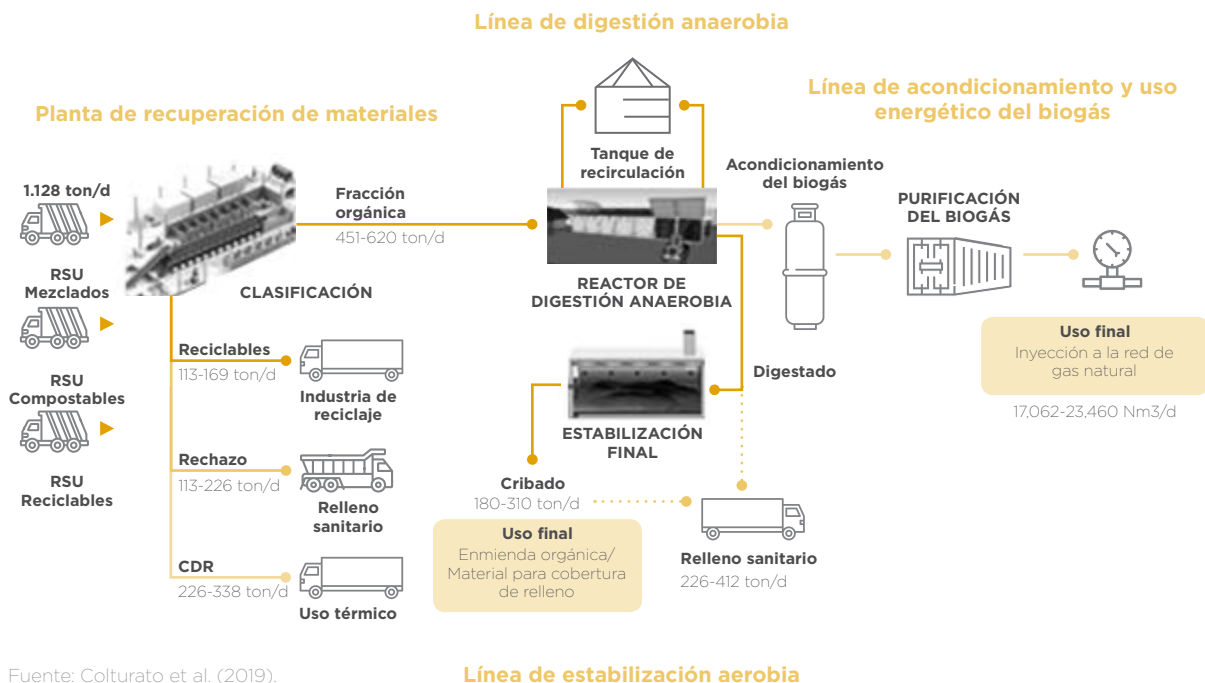 Línea de digestión anaerobia
Planta de recuperación de materiales
Línea de acondicionamiento y uso
energético del biogás
1.128 ton/d
RSU
Mezclados
RSU
Compostables
RSU
Reciclables
CLASIFICACIÓN
Fracción
orgánica
451-620 ton/d
Reciclables
113-169 ton/d
Industria de
reciclaje
Rechazo
113-226 ton/d
Relleno
sanitario
CDR
226-338 ton/d
Uso térmico
Tanque de
recirculación
REACTOR DE
DIGESTIÓN ANAEROBIA
ESTABILIZACIÓN
FINAL
Digestado
Cribado
180-310 ton/d
Uso final
Enmienda orgánica/
Material para cobertura
de relleno
Relleno sanitario
226-412 ton/d
Acondicionamiento
del biogás
PURIFICACIÓN
DEL BIOGÁS
Uso final
Inyección a la red de
gas natural
17,062-23,460 Nm3/d
Fuente: Colturato et al. (2019).
Línea de estabilización aerobia